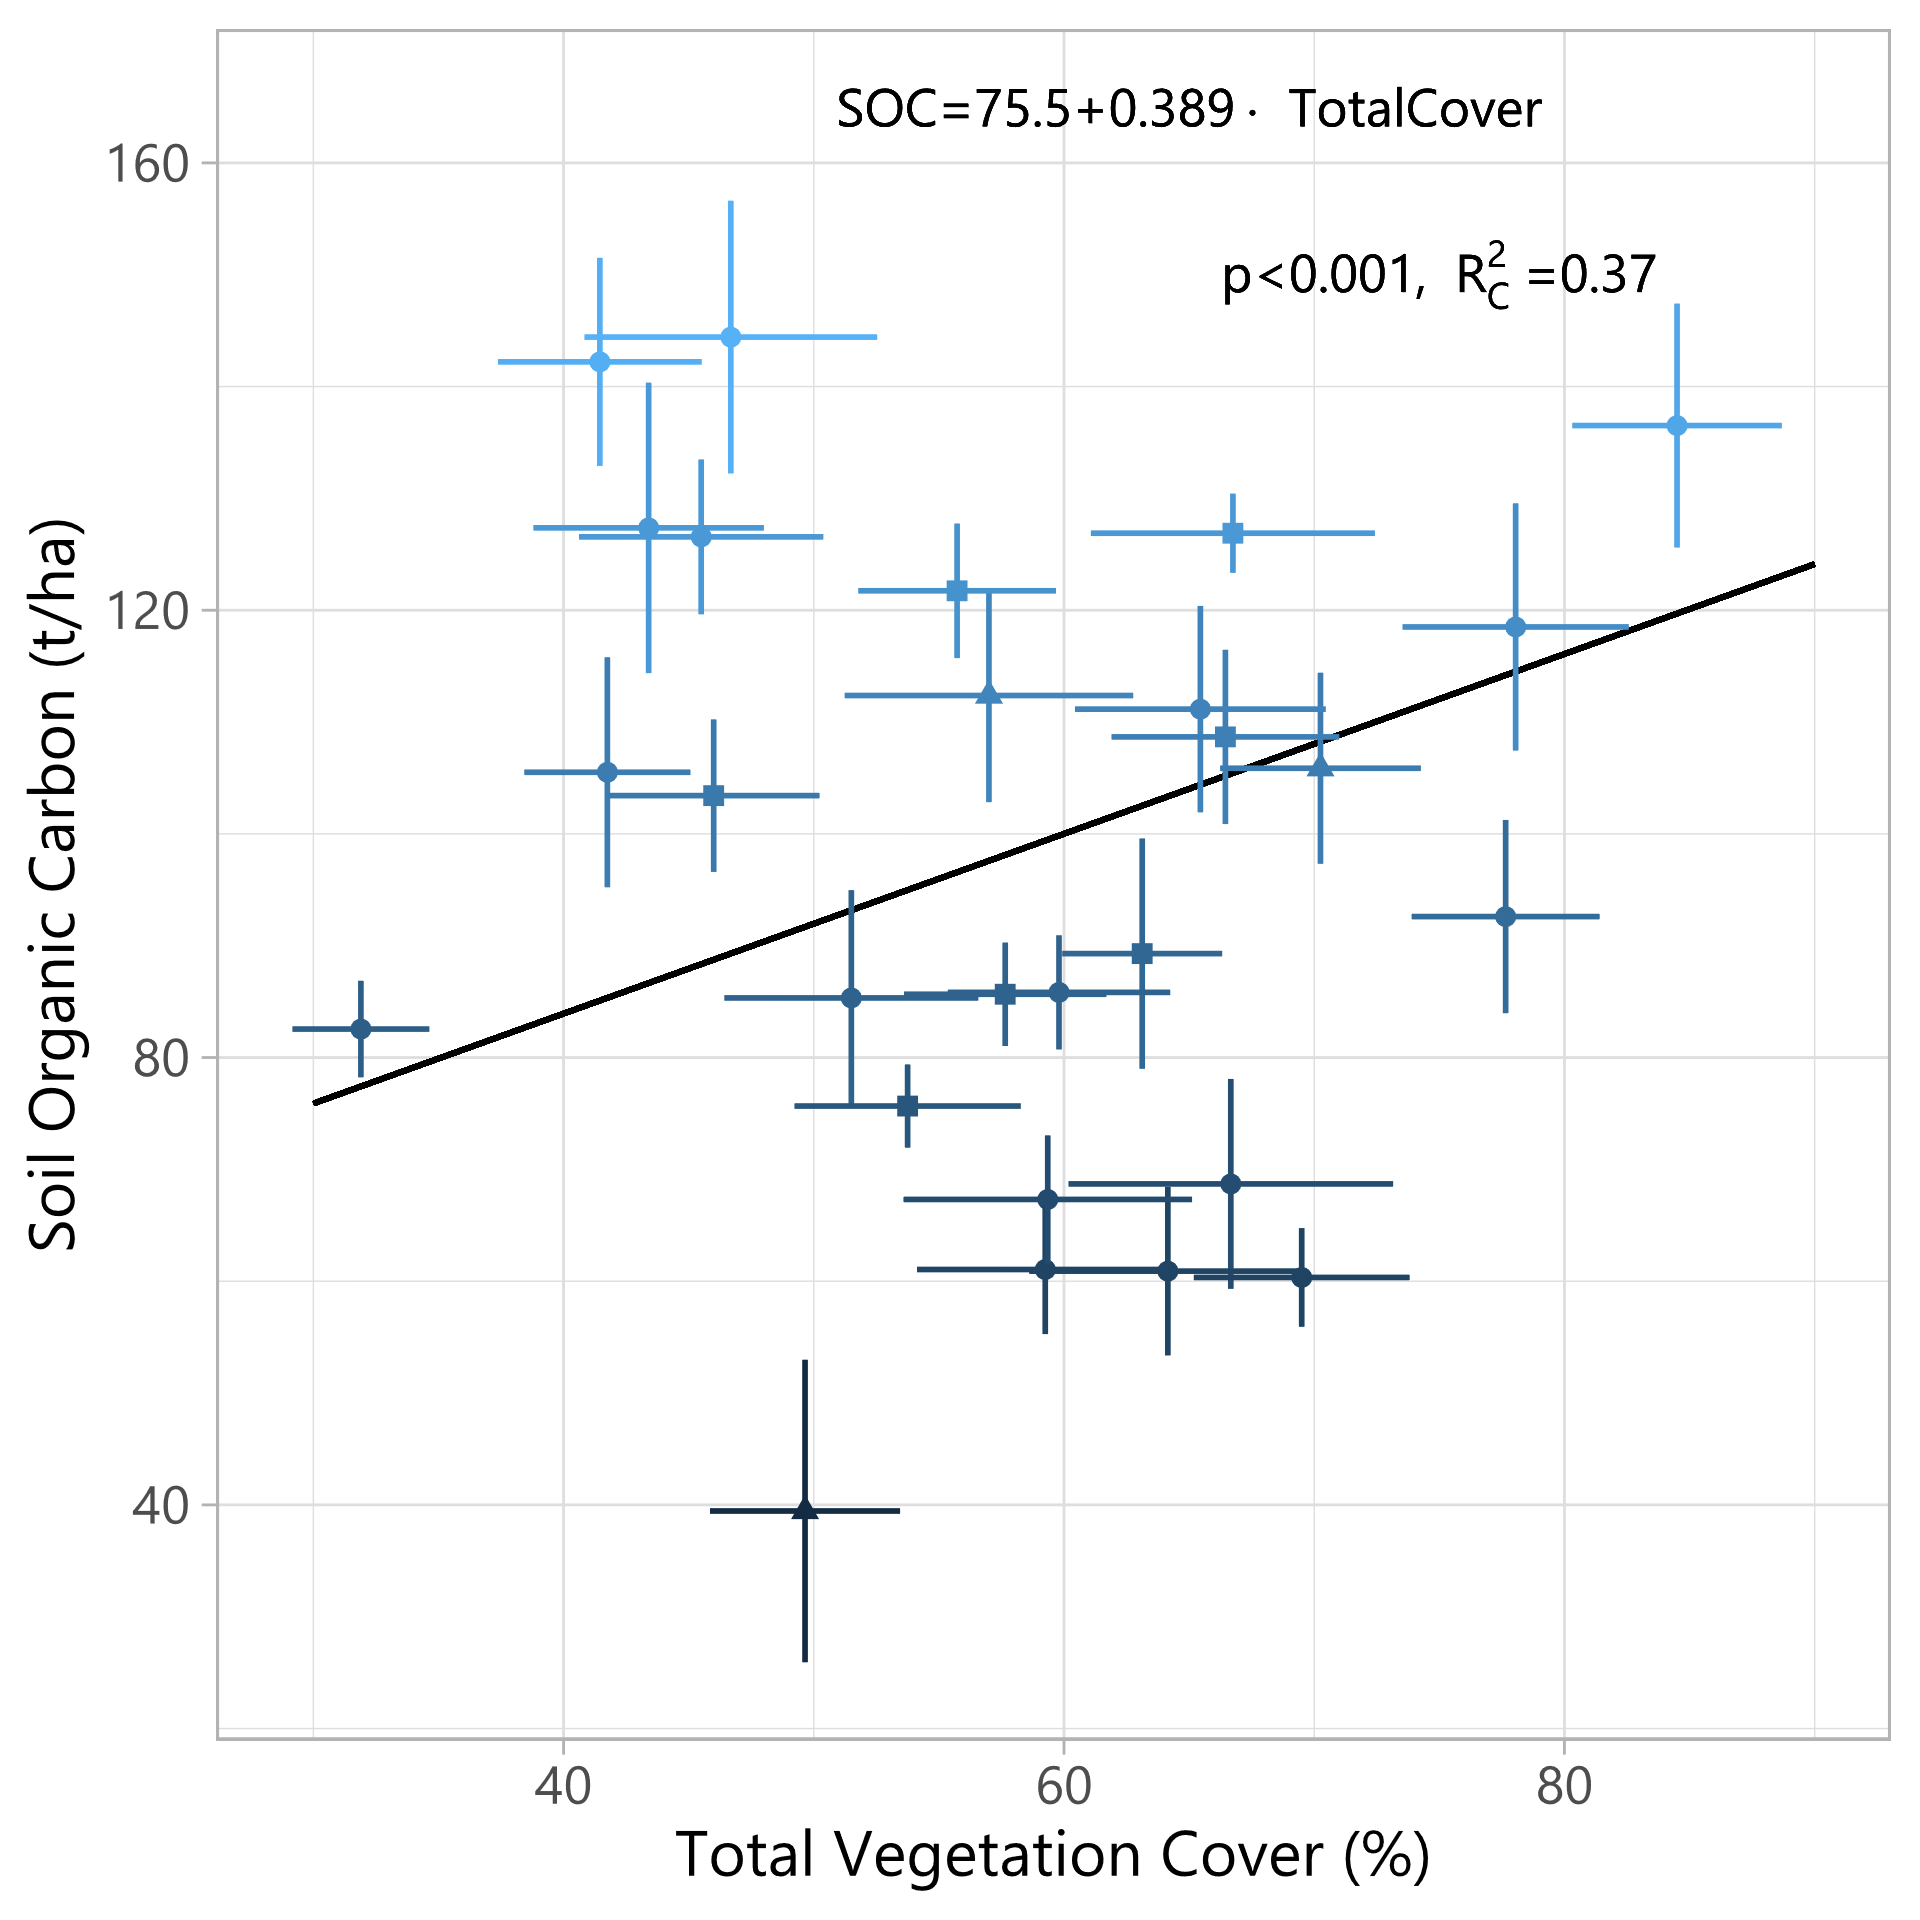 SOC=75.5+0.389· TotalCover
p<0.001, R²_C =0.37
160
120
80
40
Soil Organic Carbon (t/ha)
40 60 80
Total Vegetation Cover (%)